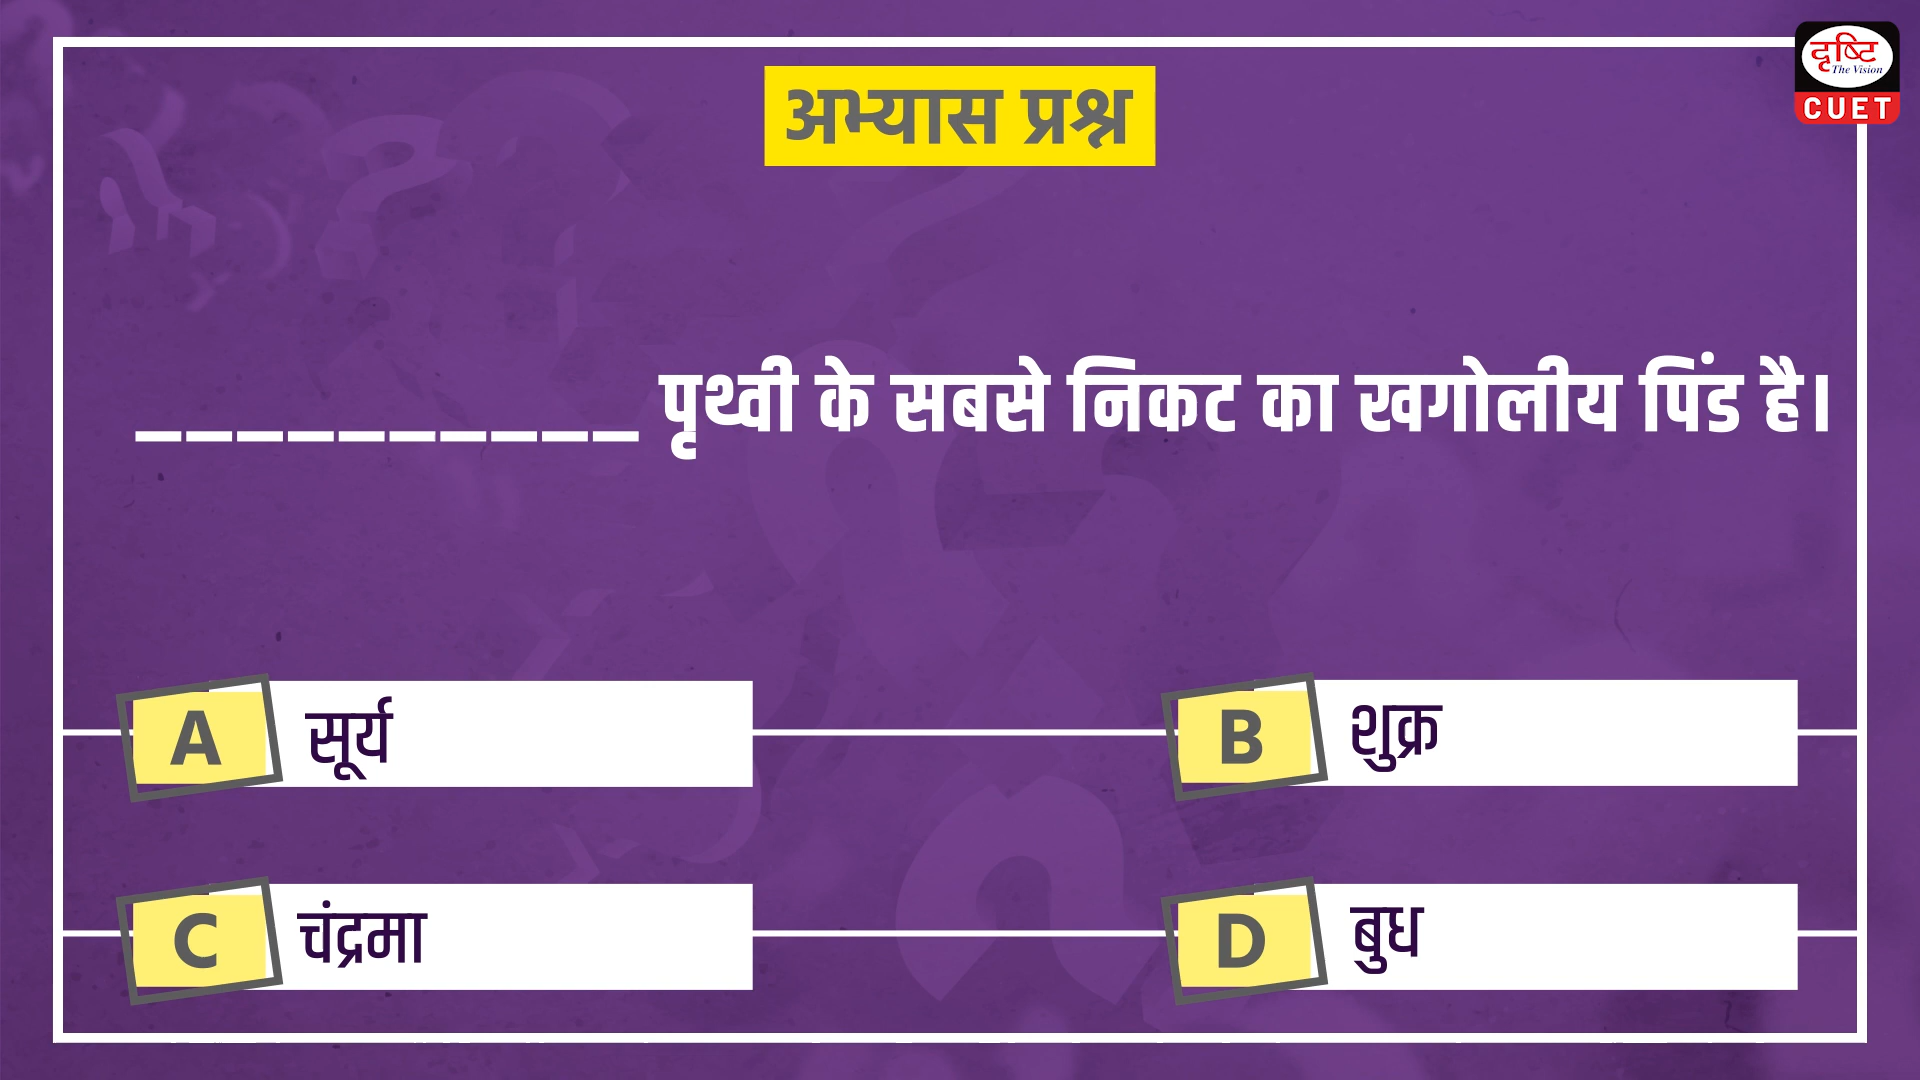 दृष्टि
The Vision
CUET
अभ्यास प्रश्न
__________ पृथ्वी के सबसे निकट का खगोलीय पिंड है।
A सूर्य
B शुक्र
C चंद्रमा
D बुध